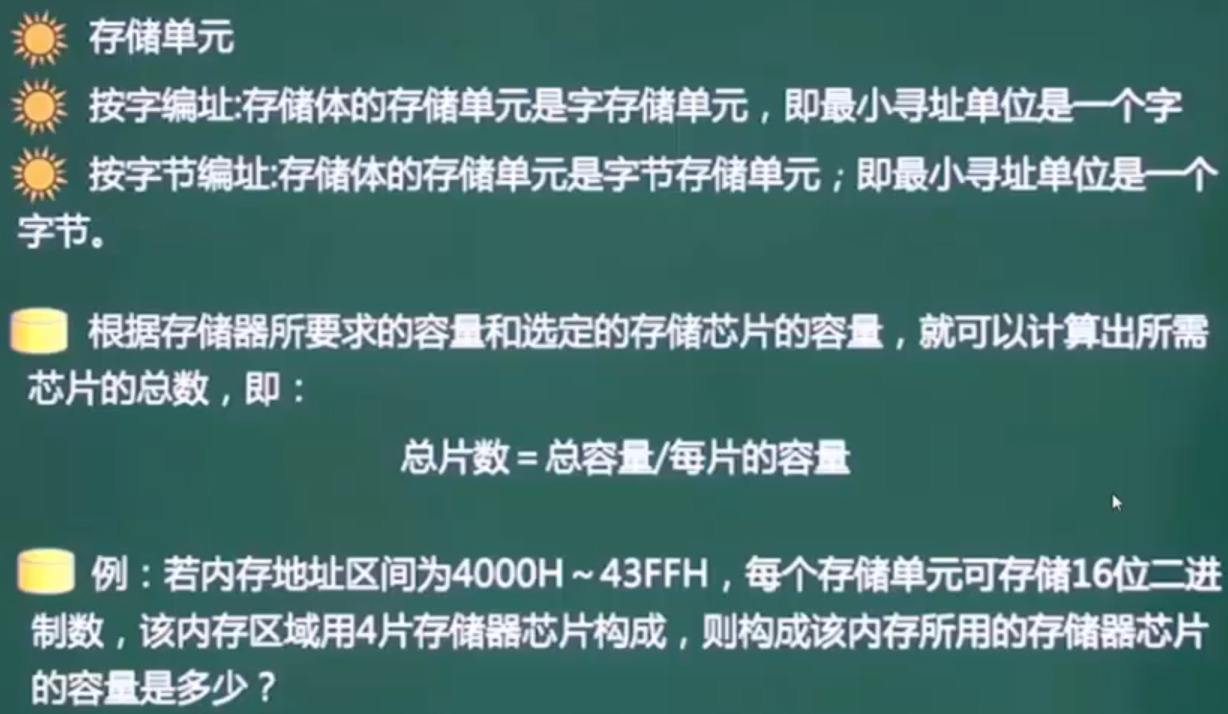 存储单元
按字编址:存储体的存储单元是字存储单元，即最小寻址单位是一个字
按字节编址:存储体的存储单元是字节存储单元；即最小寻址单位是一个
字节。
根据存储器所要求的容量和选定的存储芯片的容量，就可以计算出所需
芯片的总数，即：
总片数＝总容量/每片的容量
例：若内存地址区间为4000H～43FFH，每个存储单元可存储16位二进
制数，该内存区域用4片存储器芯片构成，则构成该内存所用的存储器芯片
的容量是多少？